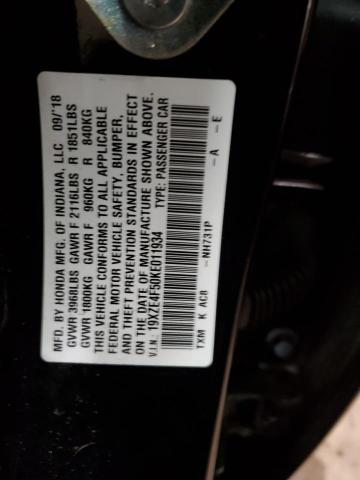 MFD. BY HONDA MFG. OF INDIANA, LLC 09/'18
GVWR 3968LBS GAWR F 2116LBS R 1851LBS
GVWR 1800KG GAWR F 960KG R 840KG
THIS VEHICLE CONFORMS TO ALL APPLICABLE
FEDERAL MOTOR VEHICLE SAFETY, BUMPER,
AND THEFT PREVENTION STANDARDS IN EFFECT
ON THE DATE OF MANUFACTURE SHOWN ABOVE.
V.I.N. 19XZE4F50KE011934 TYPE: PASSENGER CAR
TXM K AC8 -NH731P -A -E